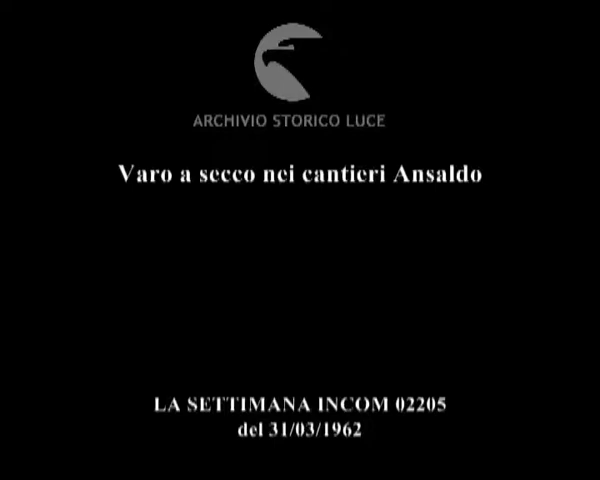 ARCHIVIO STORICO LUCE
Varo a secco nei cantieri Ansaldo
LA SETTIMANA INCOM 02205
del 31/03/1962